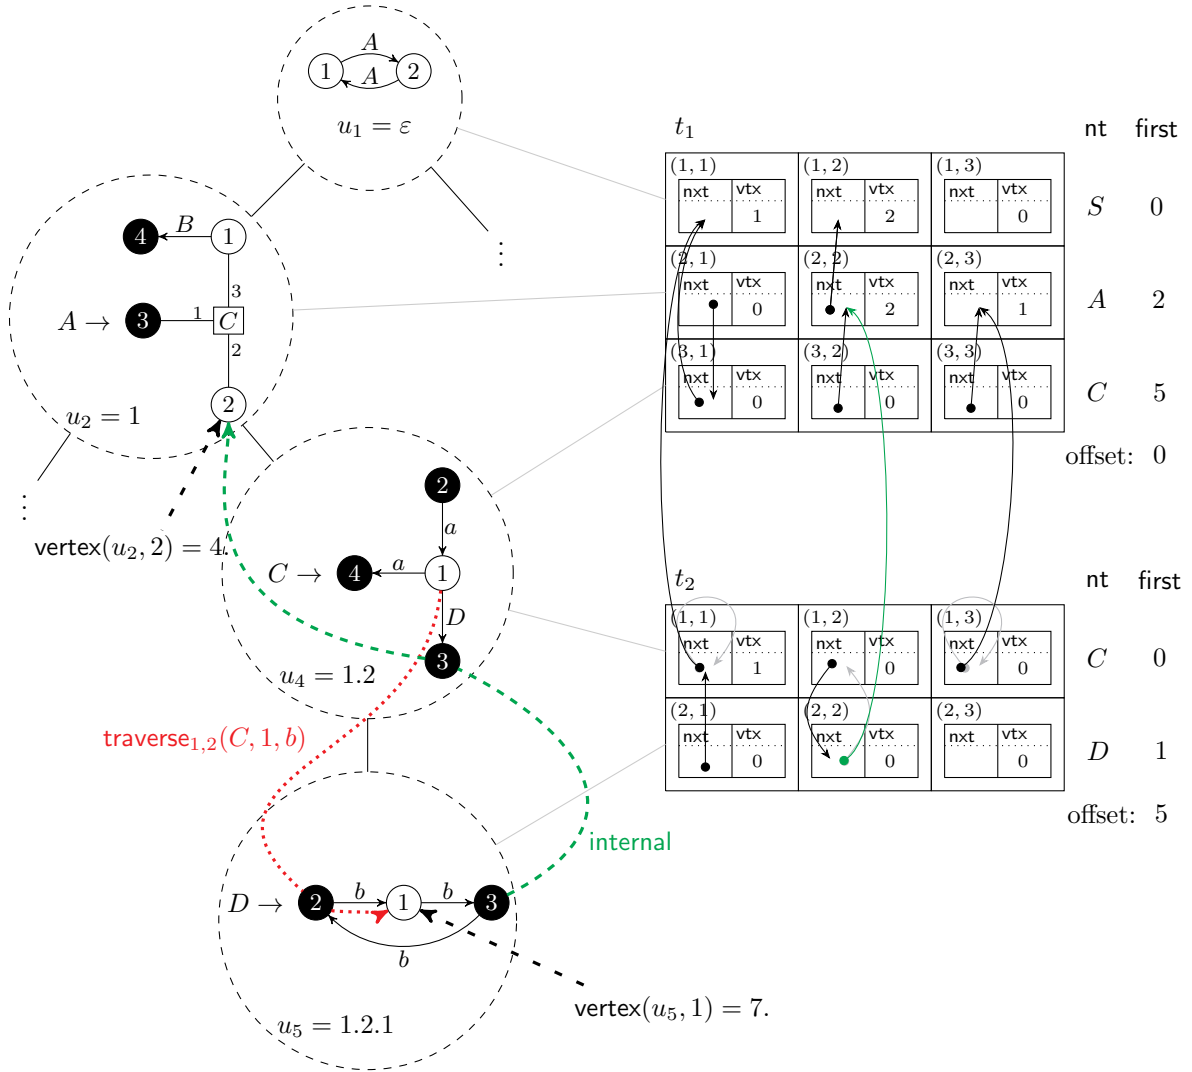 A
1 2
A
u₁ = ε
4 B 1
3
A → 3 1 C
2
2
u₂ = 1
⋮
⋮
vertex(u₂, 2) = 4.
2
a
C → 4 a 1
D
3
u₄ = 1.2
traverse₁,₂(C, 1, b)
internal
D → 2 b 1 b 3
b
vertex(u₅, 1) = 7.
u₅ = 1.2.1
t₁ nt first
(1, 1) (1, 2) (1, 3)
nxt vtx nxt vtx nxt vtx
1 2 0 S 0
(2, 1) (2, 2) (2, 3)
nxt vtx nxt vtx nxt vtx
0 2 1 A 2
(3, 1) (3, 2) (3, 3)
nxt vtx nxt vtx nxt vtx
0 0 0 C 5
offset: 0
t₂ nt first
(1, 1) (1, 2) (1, 3)
nxt vtx nxt vtx nxt vtx
1 0 0 C 0
(2, 1) (2, 2) (2, 3)
nxt vtx nxt vtx nxt vtx
0 0 0 D 1
offset: 5